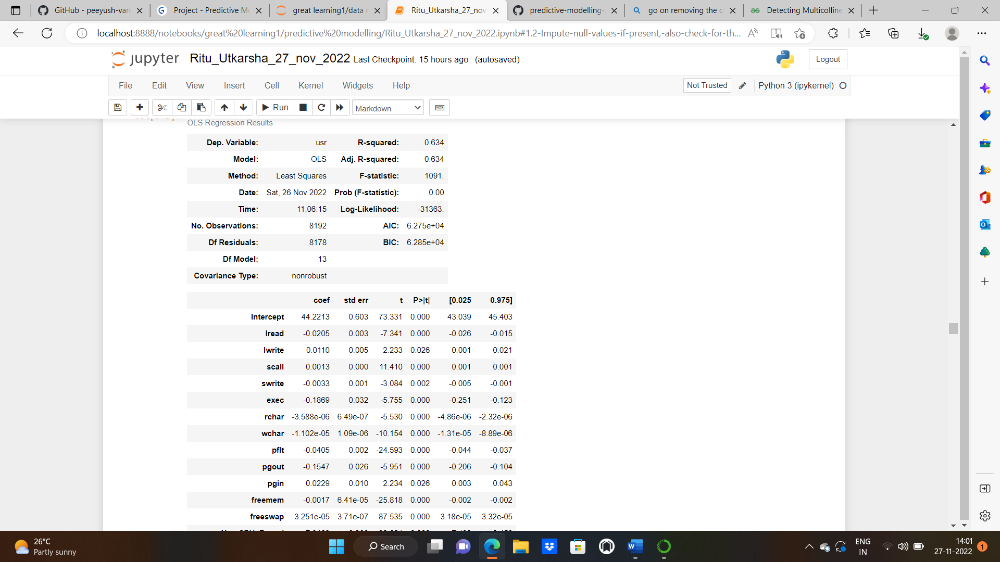 GitHub - peeyush-varc
Project - Predictive Mo
great learning1/data r
Ritu_Utkarsha_27_nov
predictive-modelling-
go on removing the c
Detecting Multicolline
localhost:8888/notebooks/great%20learning1/predictive%20modelling/Ritu_Utkarsha_27_nov_2022.ipynb#1.2-Impute-null-values-if-present,-also-check-for-th...
jupyter Ritu_Utkarsha_27_nov_2022 Last Checkpoint: 15 hours ago (autosaved)
Logout
File Edit View Insert Cell Kernel Widgets Help
Not Trusted Python 3 (ipykernel)
Run Markdown
OLS Regression Results
Dep. Variable: usr R-squared: 0.634
Model: OLS Adj. R-squared: 0.634
Method: Least Squares F-statistic: 1091.
Date: Sat, 26 Nov 2022 Prob (F-statistic): 0.00
Time: 11:06:15 Log-Likelihood: -31363.
No. Observations: 8192 AIC: 6.275e+04
Df Residuals: 8178 BIC: 6.285e+04
Df Model: 13
Covariance Type: nonrobust
coef std err t P>|t| [0.025 0.975]
Intercept 44.2213 0.603 73.331 0.000 43.039 45.403
lread -0.0205 0.003 -7.341 0.000 -0.026 -0.015
lwrite 0.0110 0.005 2.233 0.026 0.001 0.021
scall 0.0013 0.000 11.410 0.000 0.001 0.001
swrite -0.0033 0.001 -3.084 0.002 -0.005 -0.001
exec -0.1869 0.032 -5.755 0.000 -0.251 -0.123
rchar -3.588e-06 6.49e-07 -5.530 0.000 -4.86e-06 -2.32e-06
wchar -1.102e-05 1.09e-06 -10.154 0.000 -1.31e-05 -8.89e-06
pflt -0.0405 0.002 -24.593 0.000 -0.044 -0.037
pgout -0.1547 0.026 -5.951 0.000 -0.206 -0.104
pgin 0.0229 0.010 2.234 0.026 0.003 0.043
freemem -0.0017 6.41e-05 -25.818 0.000 -0.002 -0.002
freeswap 3.251e-05 3.71e-07 87.535 0.000 3.18e-05 3.32e-05
26°C
Partly sunny
Search
ENG
IN
14:01
27-11-2022
1